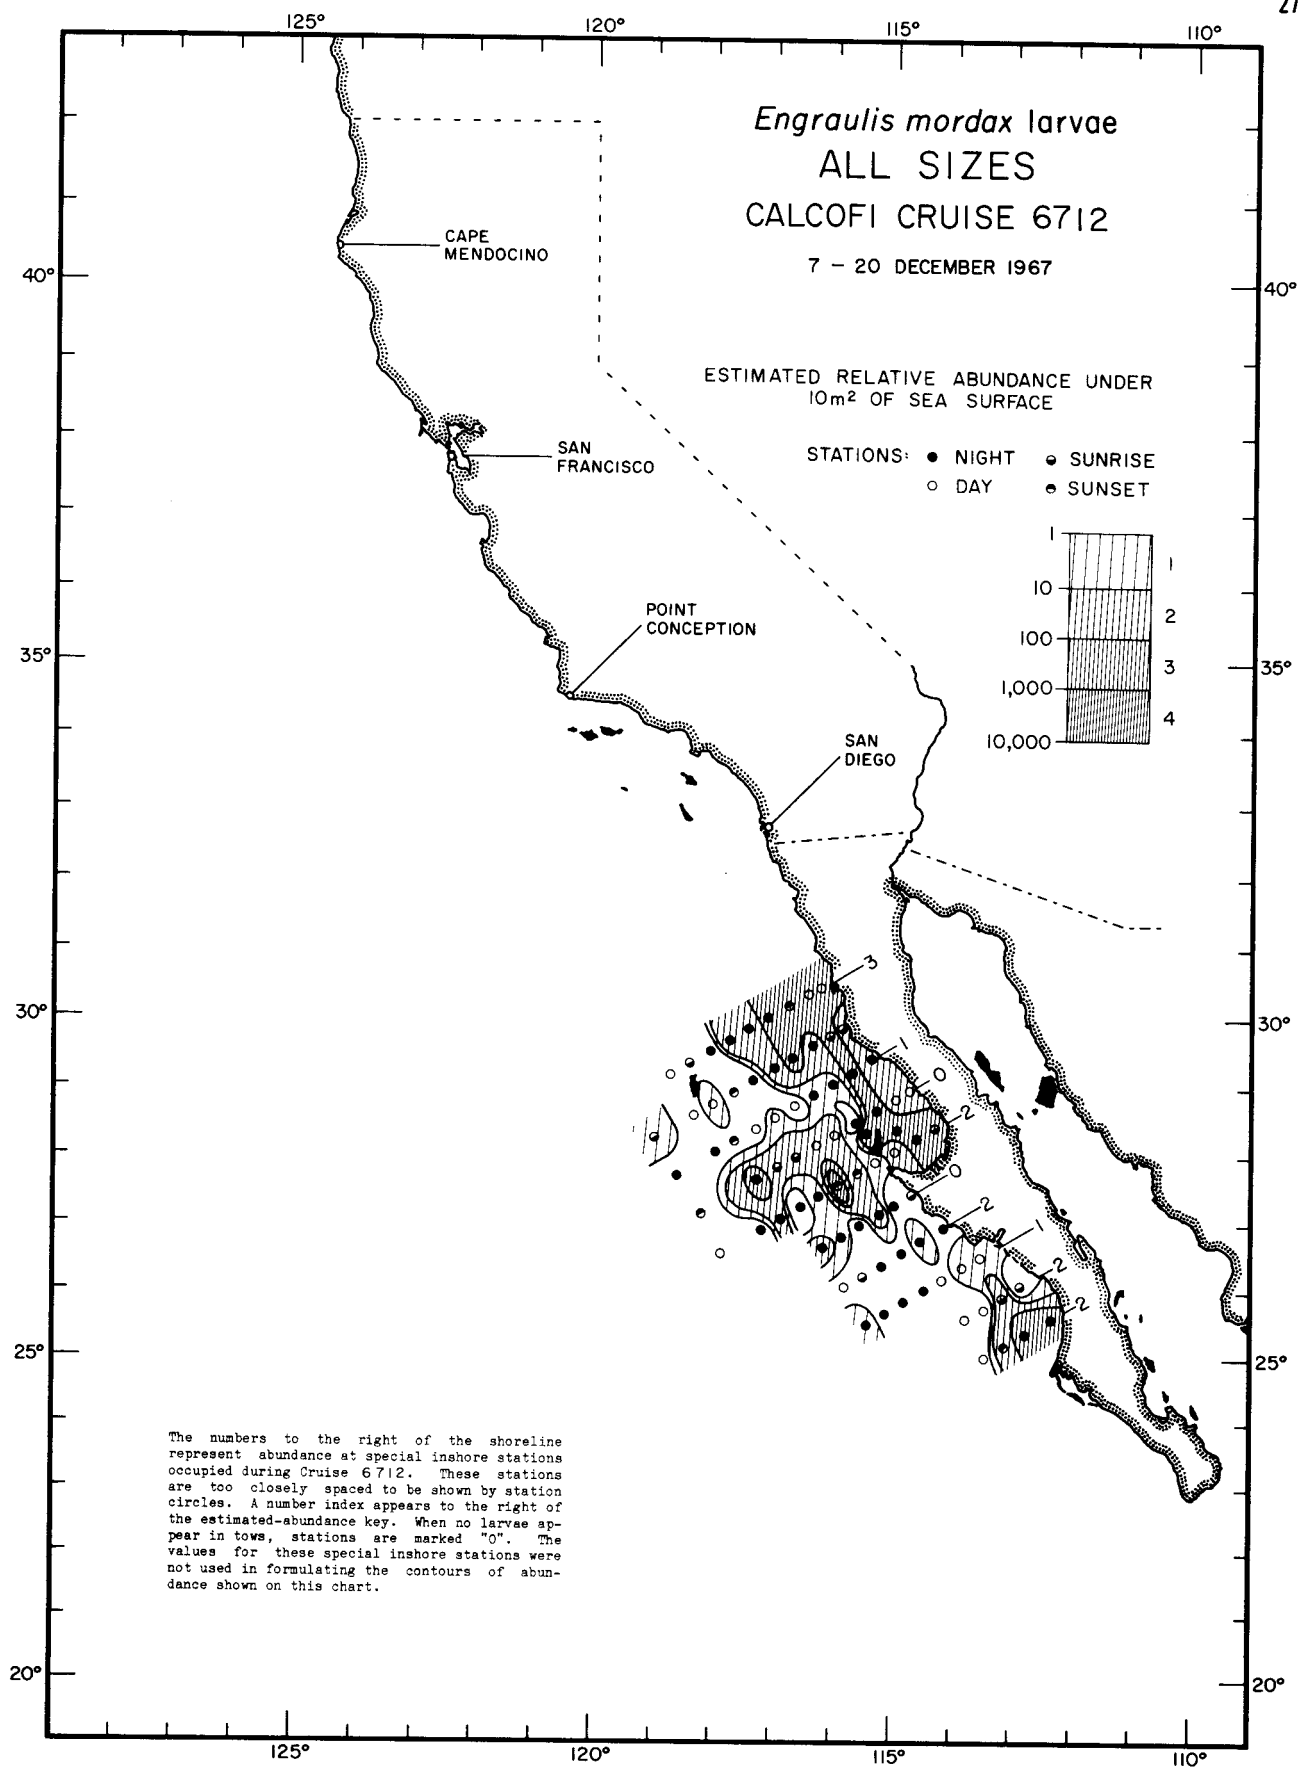 27
125°
120°
115°
110°
Engraulis mordax larvae
ALL SIZES
CALCOFI CRUISE 6712
7 – 20 DECEMBER 1967
CAPE
MENDOCINO
40°
40°
ESTIMATED RELATIVE ABUNDANCE UNDER
10m² OF SEA SURFACE
SAN
FRANCISCO
STATIONS: ● NIGHT SUNRISE
○ DAY SUNSET
1
1
10
2
100
3
1,000
4
10,000
POINT
CONCEPTION
35°
35°
SAN
DIEGO
3
30°
30°
1
0
2
0
2
1
2
2
25°
25°
The numbers to the right of the shoreline
represent abundance at special inshore stations
occupied during Cruise 6712. These stations
are too closely spaced to be shown by station
circles. A number index appears to the right of
the estimated-abundance key. When no larvae ap-
pear in tows, stations are marked "0". The
values for these special inshore stations were
not used in formulating the contours of abun-
dance shown on this chart.
20°
20°
125°
120°
115°
110°